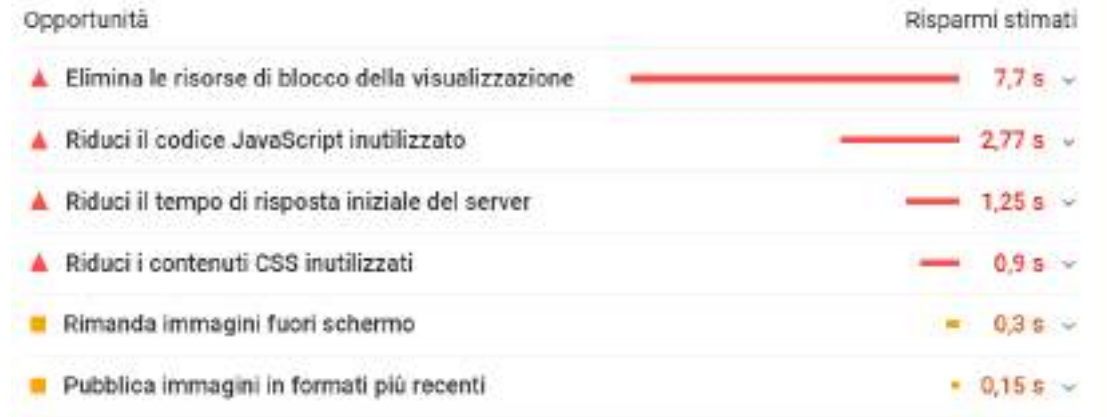 Opportunità Risparmi stimati
Elimina le risorse di blocco della visualizzazione 7,7 s
Riduci il codice JavaScript inutilizzato 2,77 s
Riduci il tempo di risposta iniziale del server 1,25 s
Riduci i contenuti CSS inutilizzati 0,9 s
Rimanda immagini fuori schermo 0,3 s
Pubblica immagini in formati più recenti 0,15 s